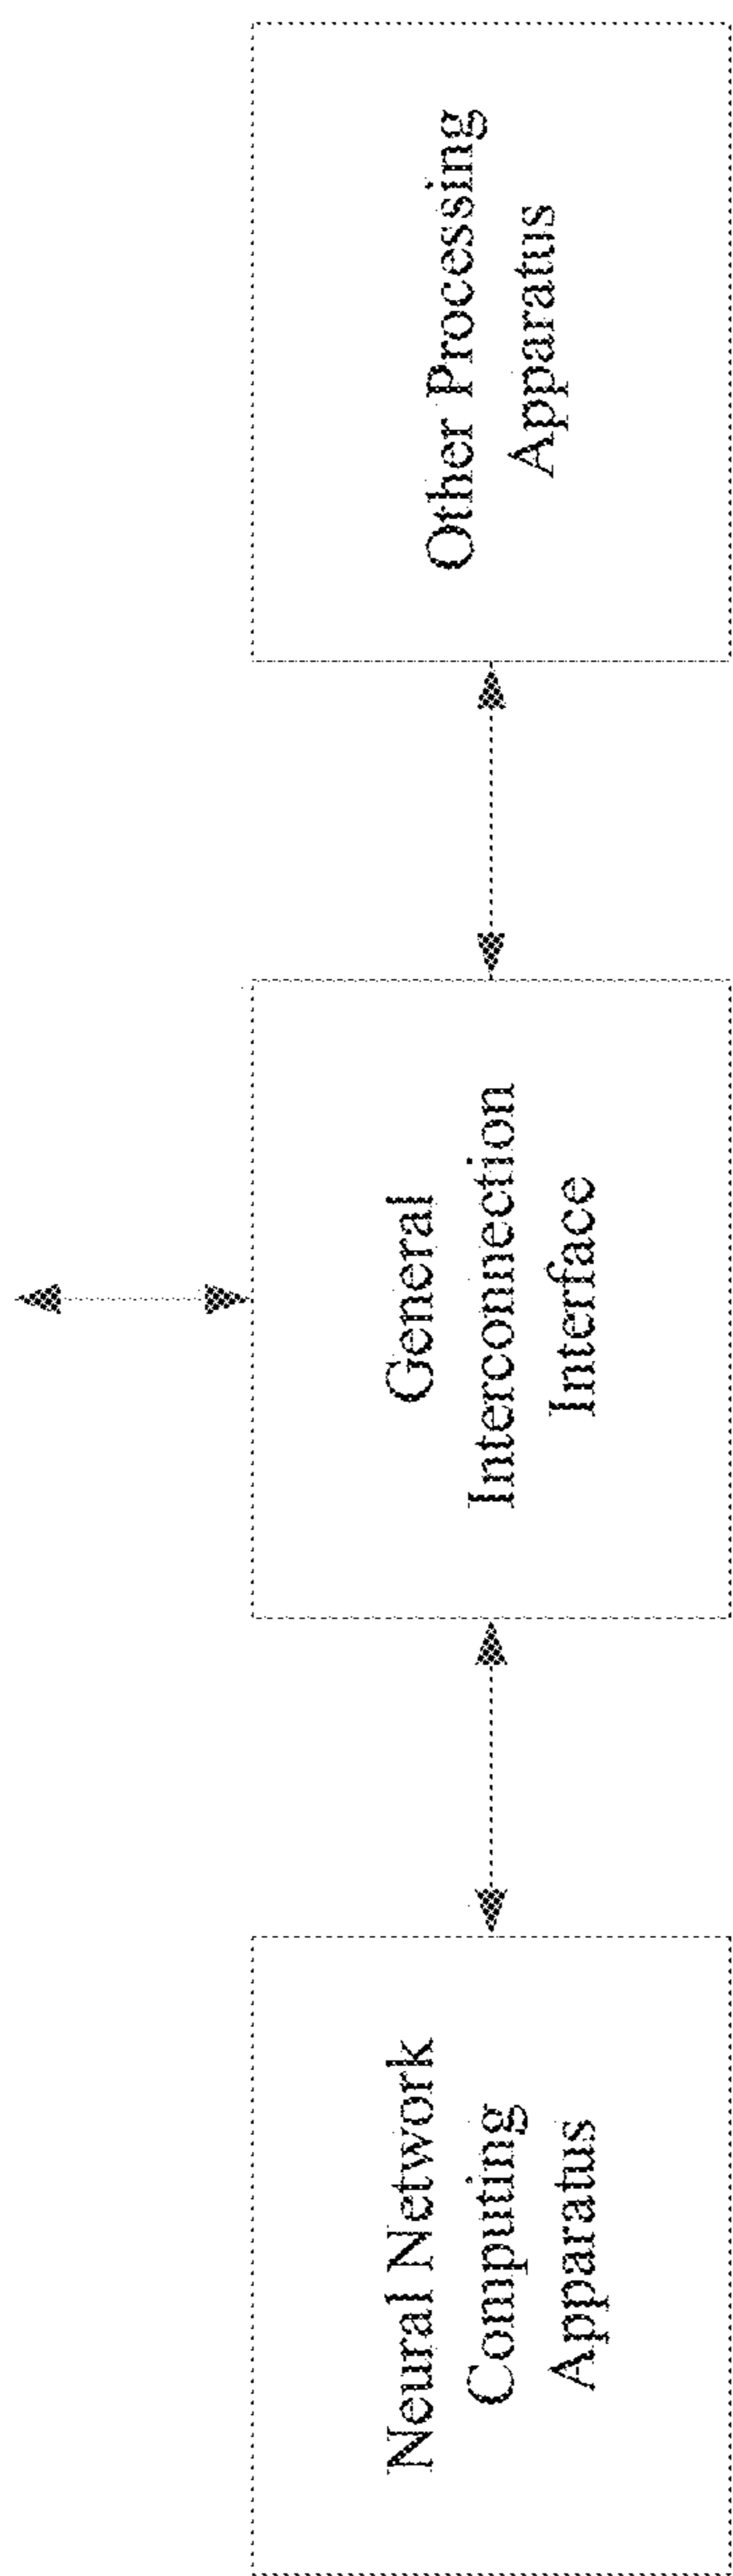 Neural Network
Computing
Apparatus
General
Interconnection
Interface
Other Processing
Apparatus